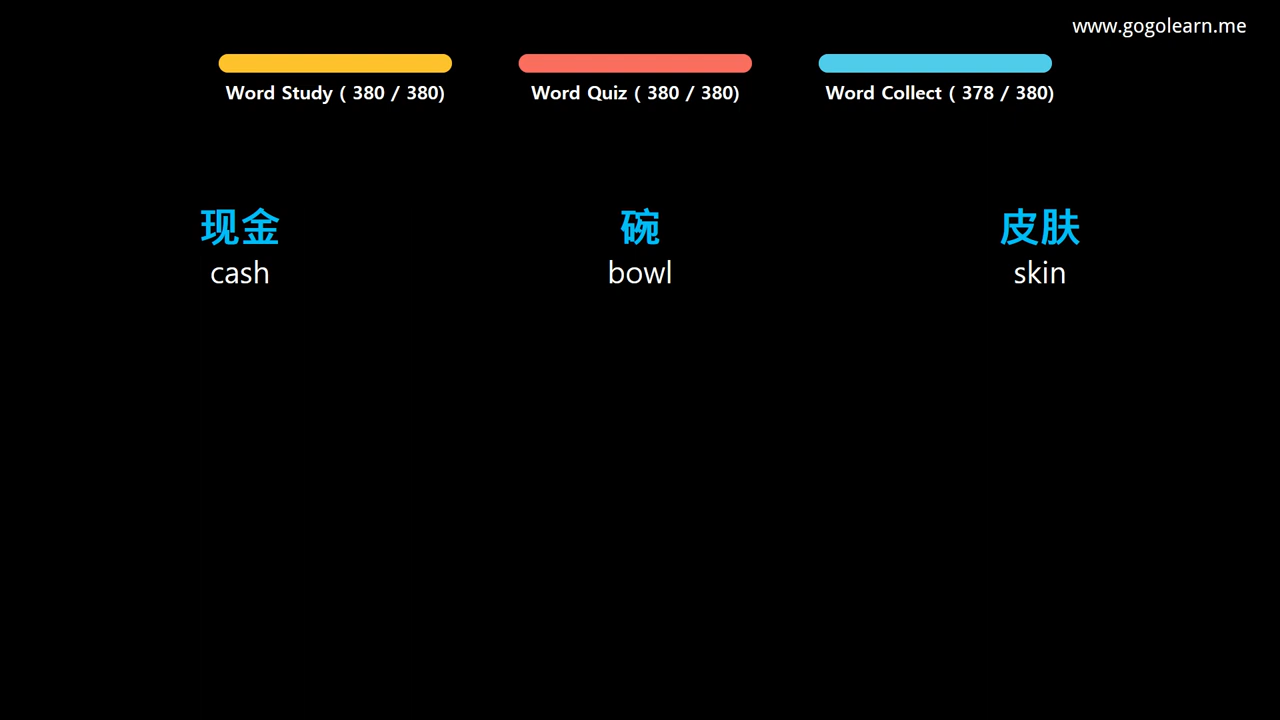 www.gogolearn.me
Word Study ( 380 / 380)
Word Quiz ( 380 / 380)
Word Collect ( 378 / 380)
现金
cash
碗
bowl
皮肤
skin